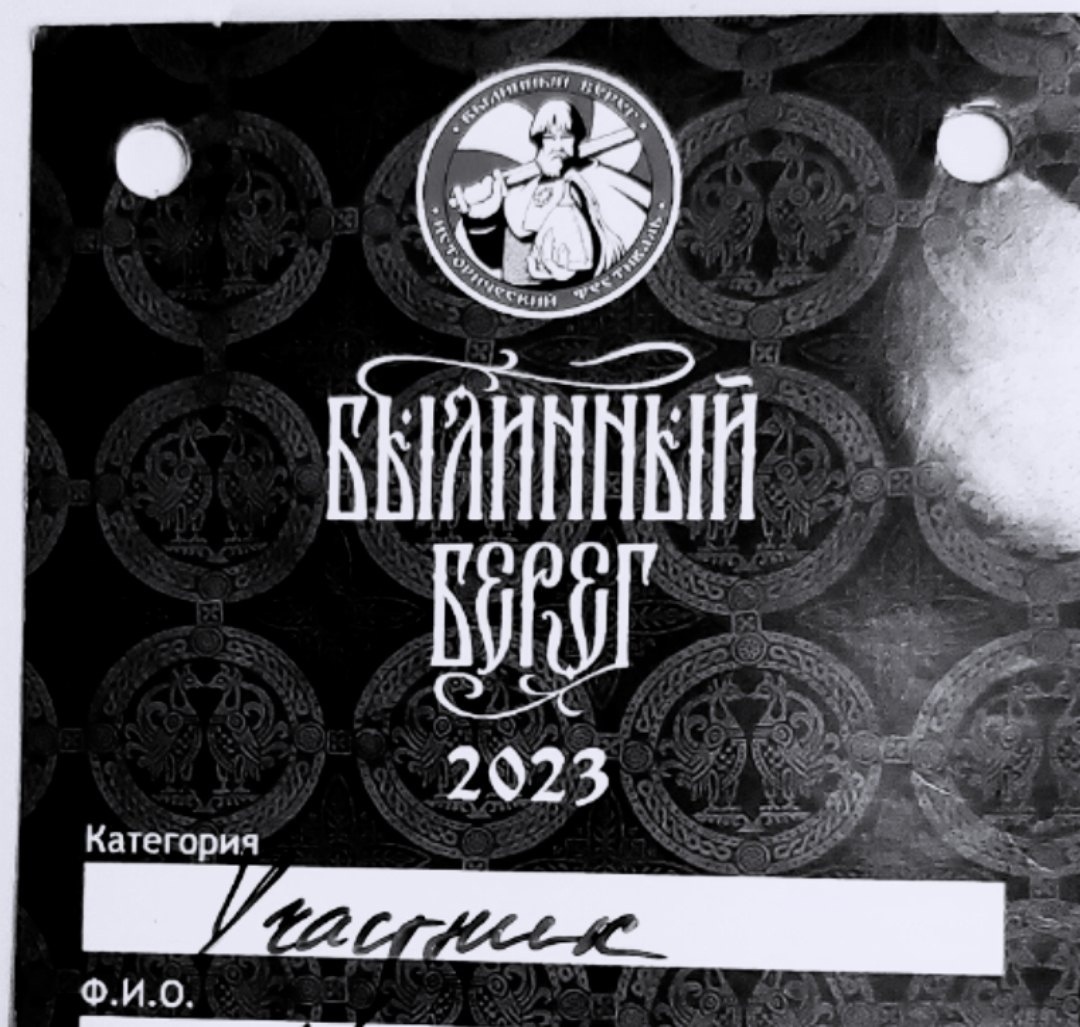 • БЫЛИННЫЙ БЕРЕГ •
• ИСТОРИЧЕСКИЙ ФЕСТИВАЛЬ •
БЫЛИННЫЙ
БЕРЕГ
2023
Категория
Участник
Ф.И.О.